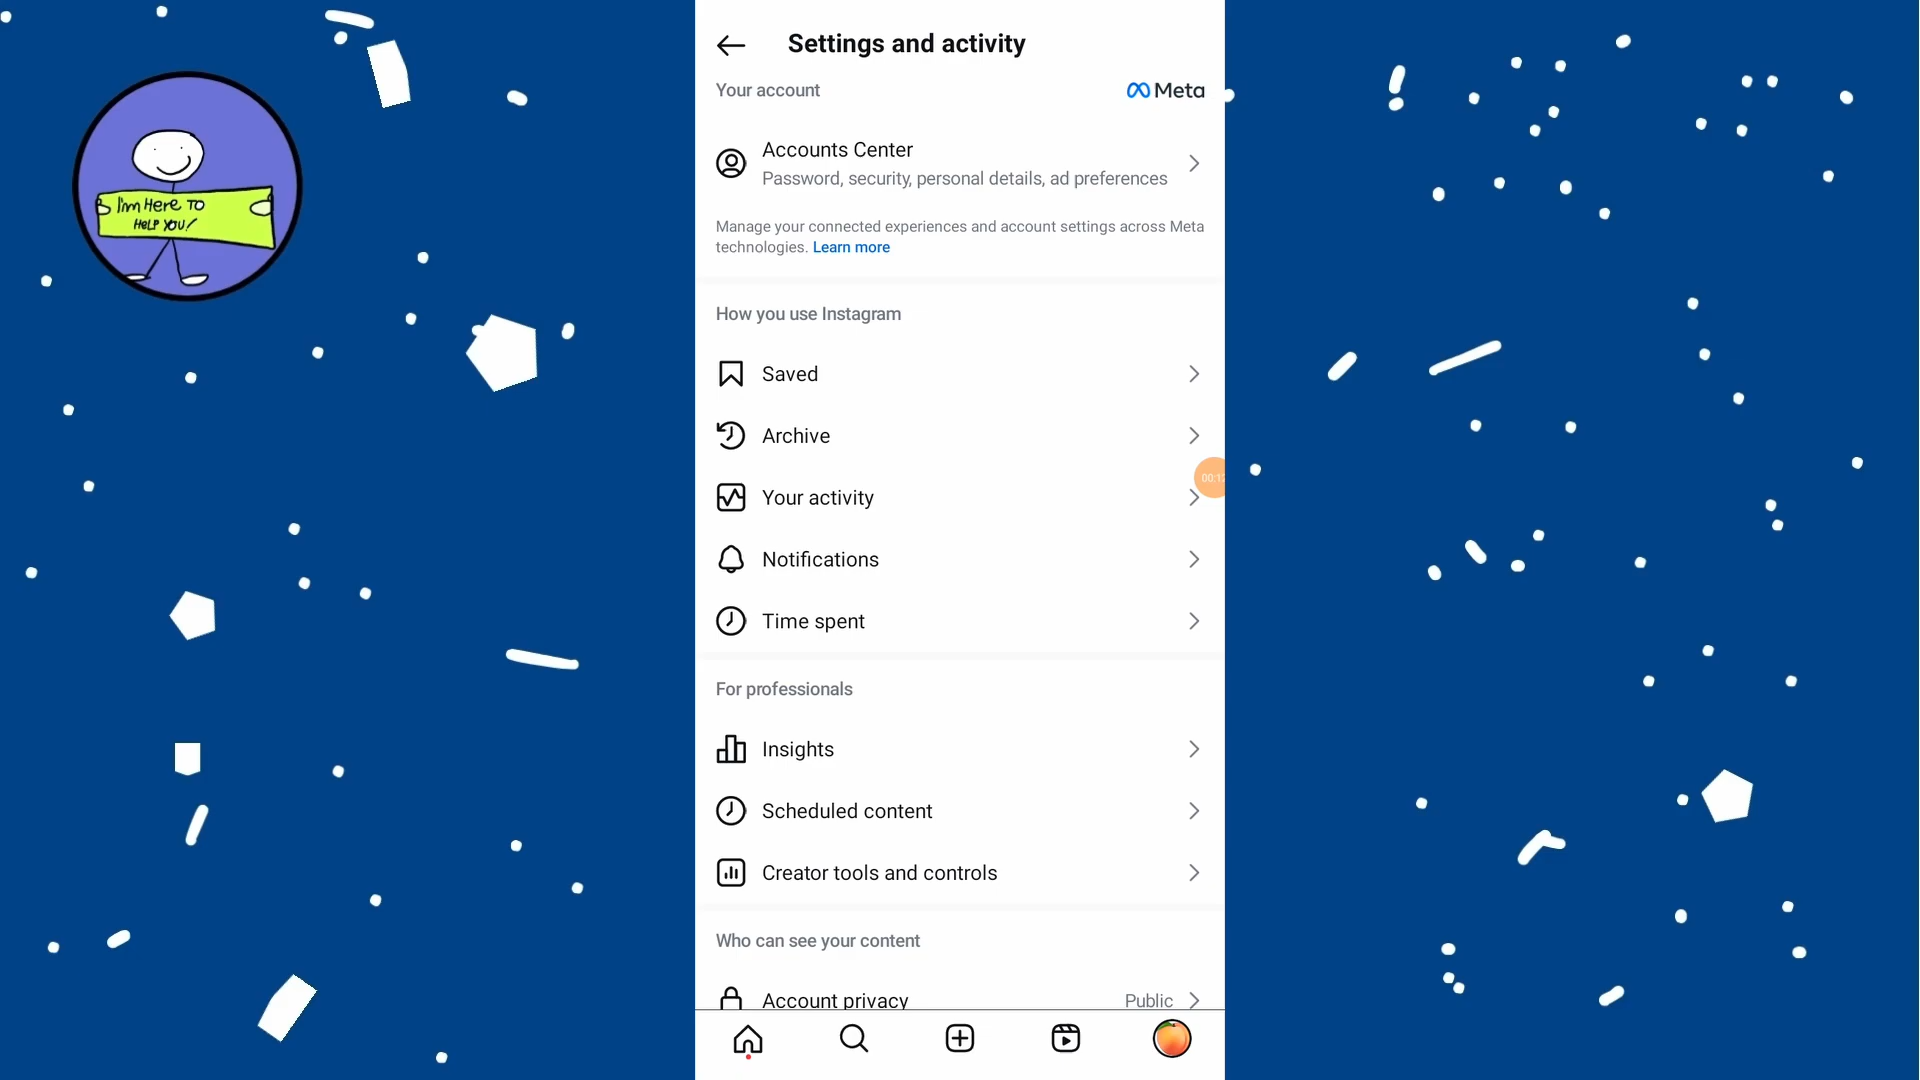 I'm HERE TO
HELP YOU!
Settings and activity
Your account
Meta
Accounts Center
Password, security, personal details, ad preferences
Manage your connected experiences and account settings across Meta
technologies. Learn more
How you use Instagram
Saved
Archive
Your activity
Notifications
Time spent
For professionals
Insights
Scheduled content
Creator tools and controls
Who can see your content
Account privacy Public